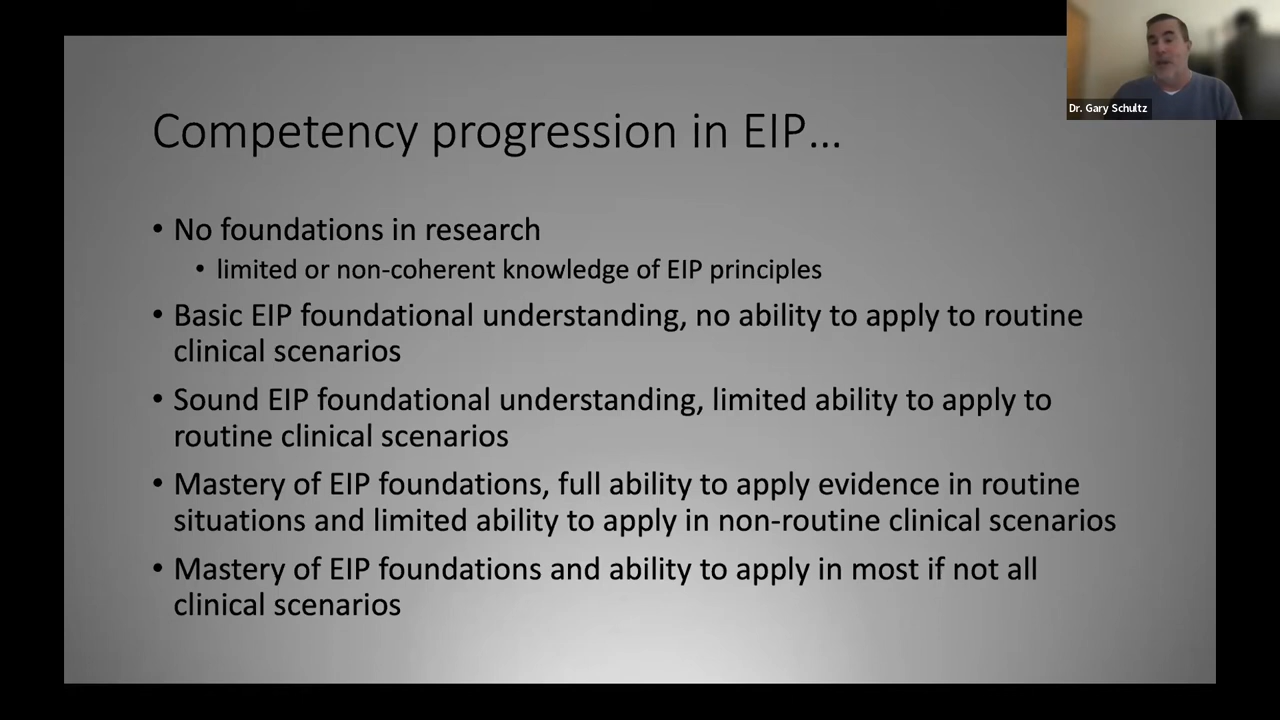 Dr. Gary Schultz
Competency progression in EIP...
• No foundations in research
• limited or non-coherent knowledge of EIP principles
• Basic EIP foundational understanding, no ability to apply to routine
clinical scenarios
• Sound EIP foundational understanding, limited ability to apply to
routine clinical scenarios
• Mastery of EIP foundations, full ability to apply evidence in routine
situations and limited ability to apply in non-routine clinical scenarios
• Mastery of EIP foundations and ability to apply in most if not all
clinical scenarios